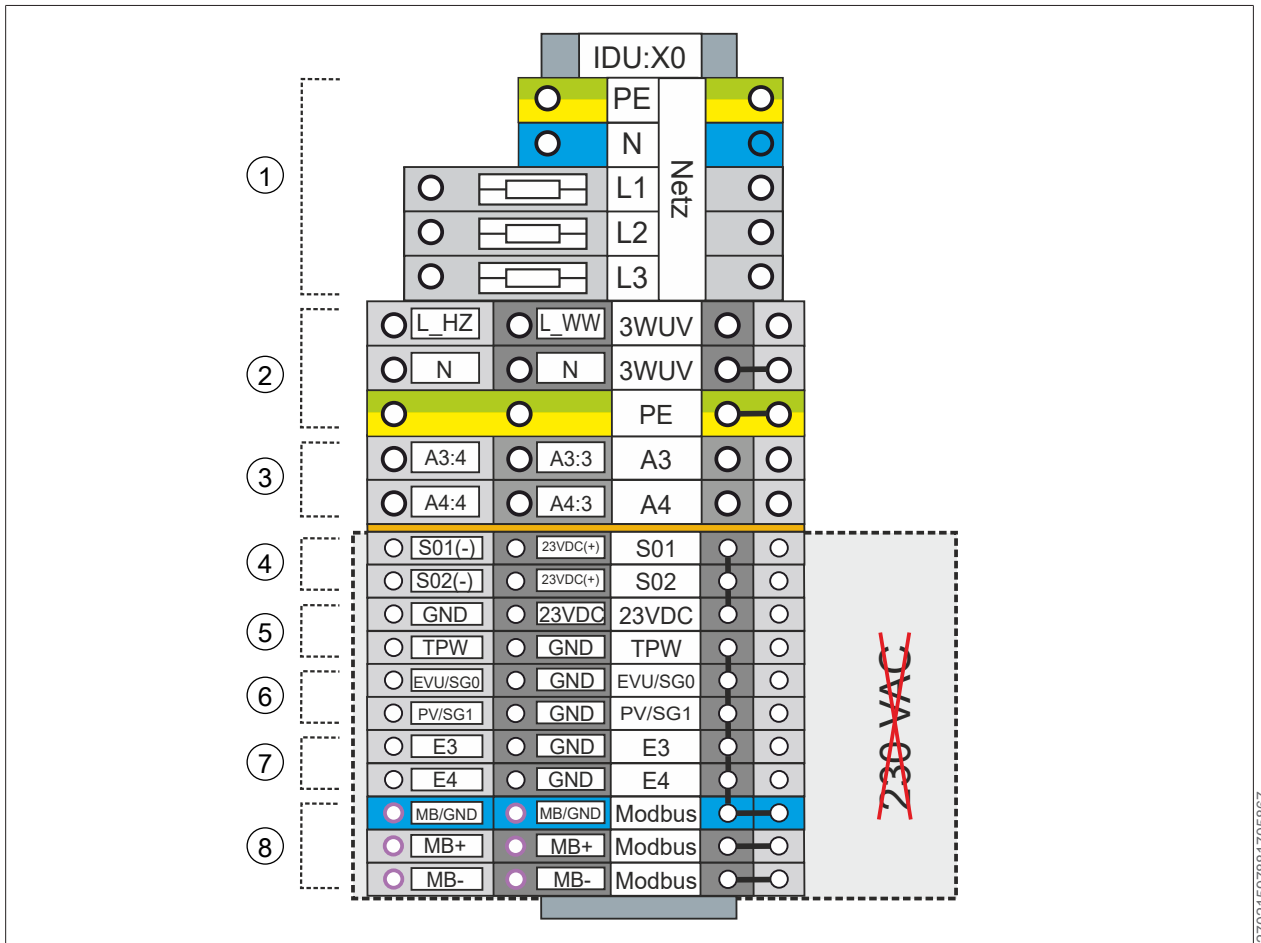 IDU:X0
PE
N
L1
L2
L3
Netz
1
L_HZ L_WW 3WUV
N N 3WUV
PE
2
A3:4 A3:3 A3
A4:4 A4:3 A4
3
S01(-) 23VDC(+) S01
S02(-) 23VDC(+) S02
4
GND 23VDC 23VDC
TPW GND TPW
5
EVU/SG0 GND EVU/SG0
PV/SG1 GND PV/SG1
6
E3 GND E3
E4 GND E4
7
MB/GND MB/GND Modbus
MB+ MB+ Modbus
MB- MB- Modbus
8
230 VAC